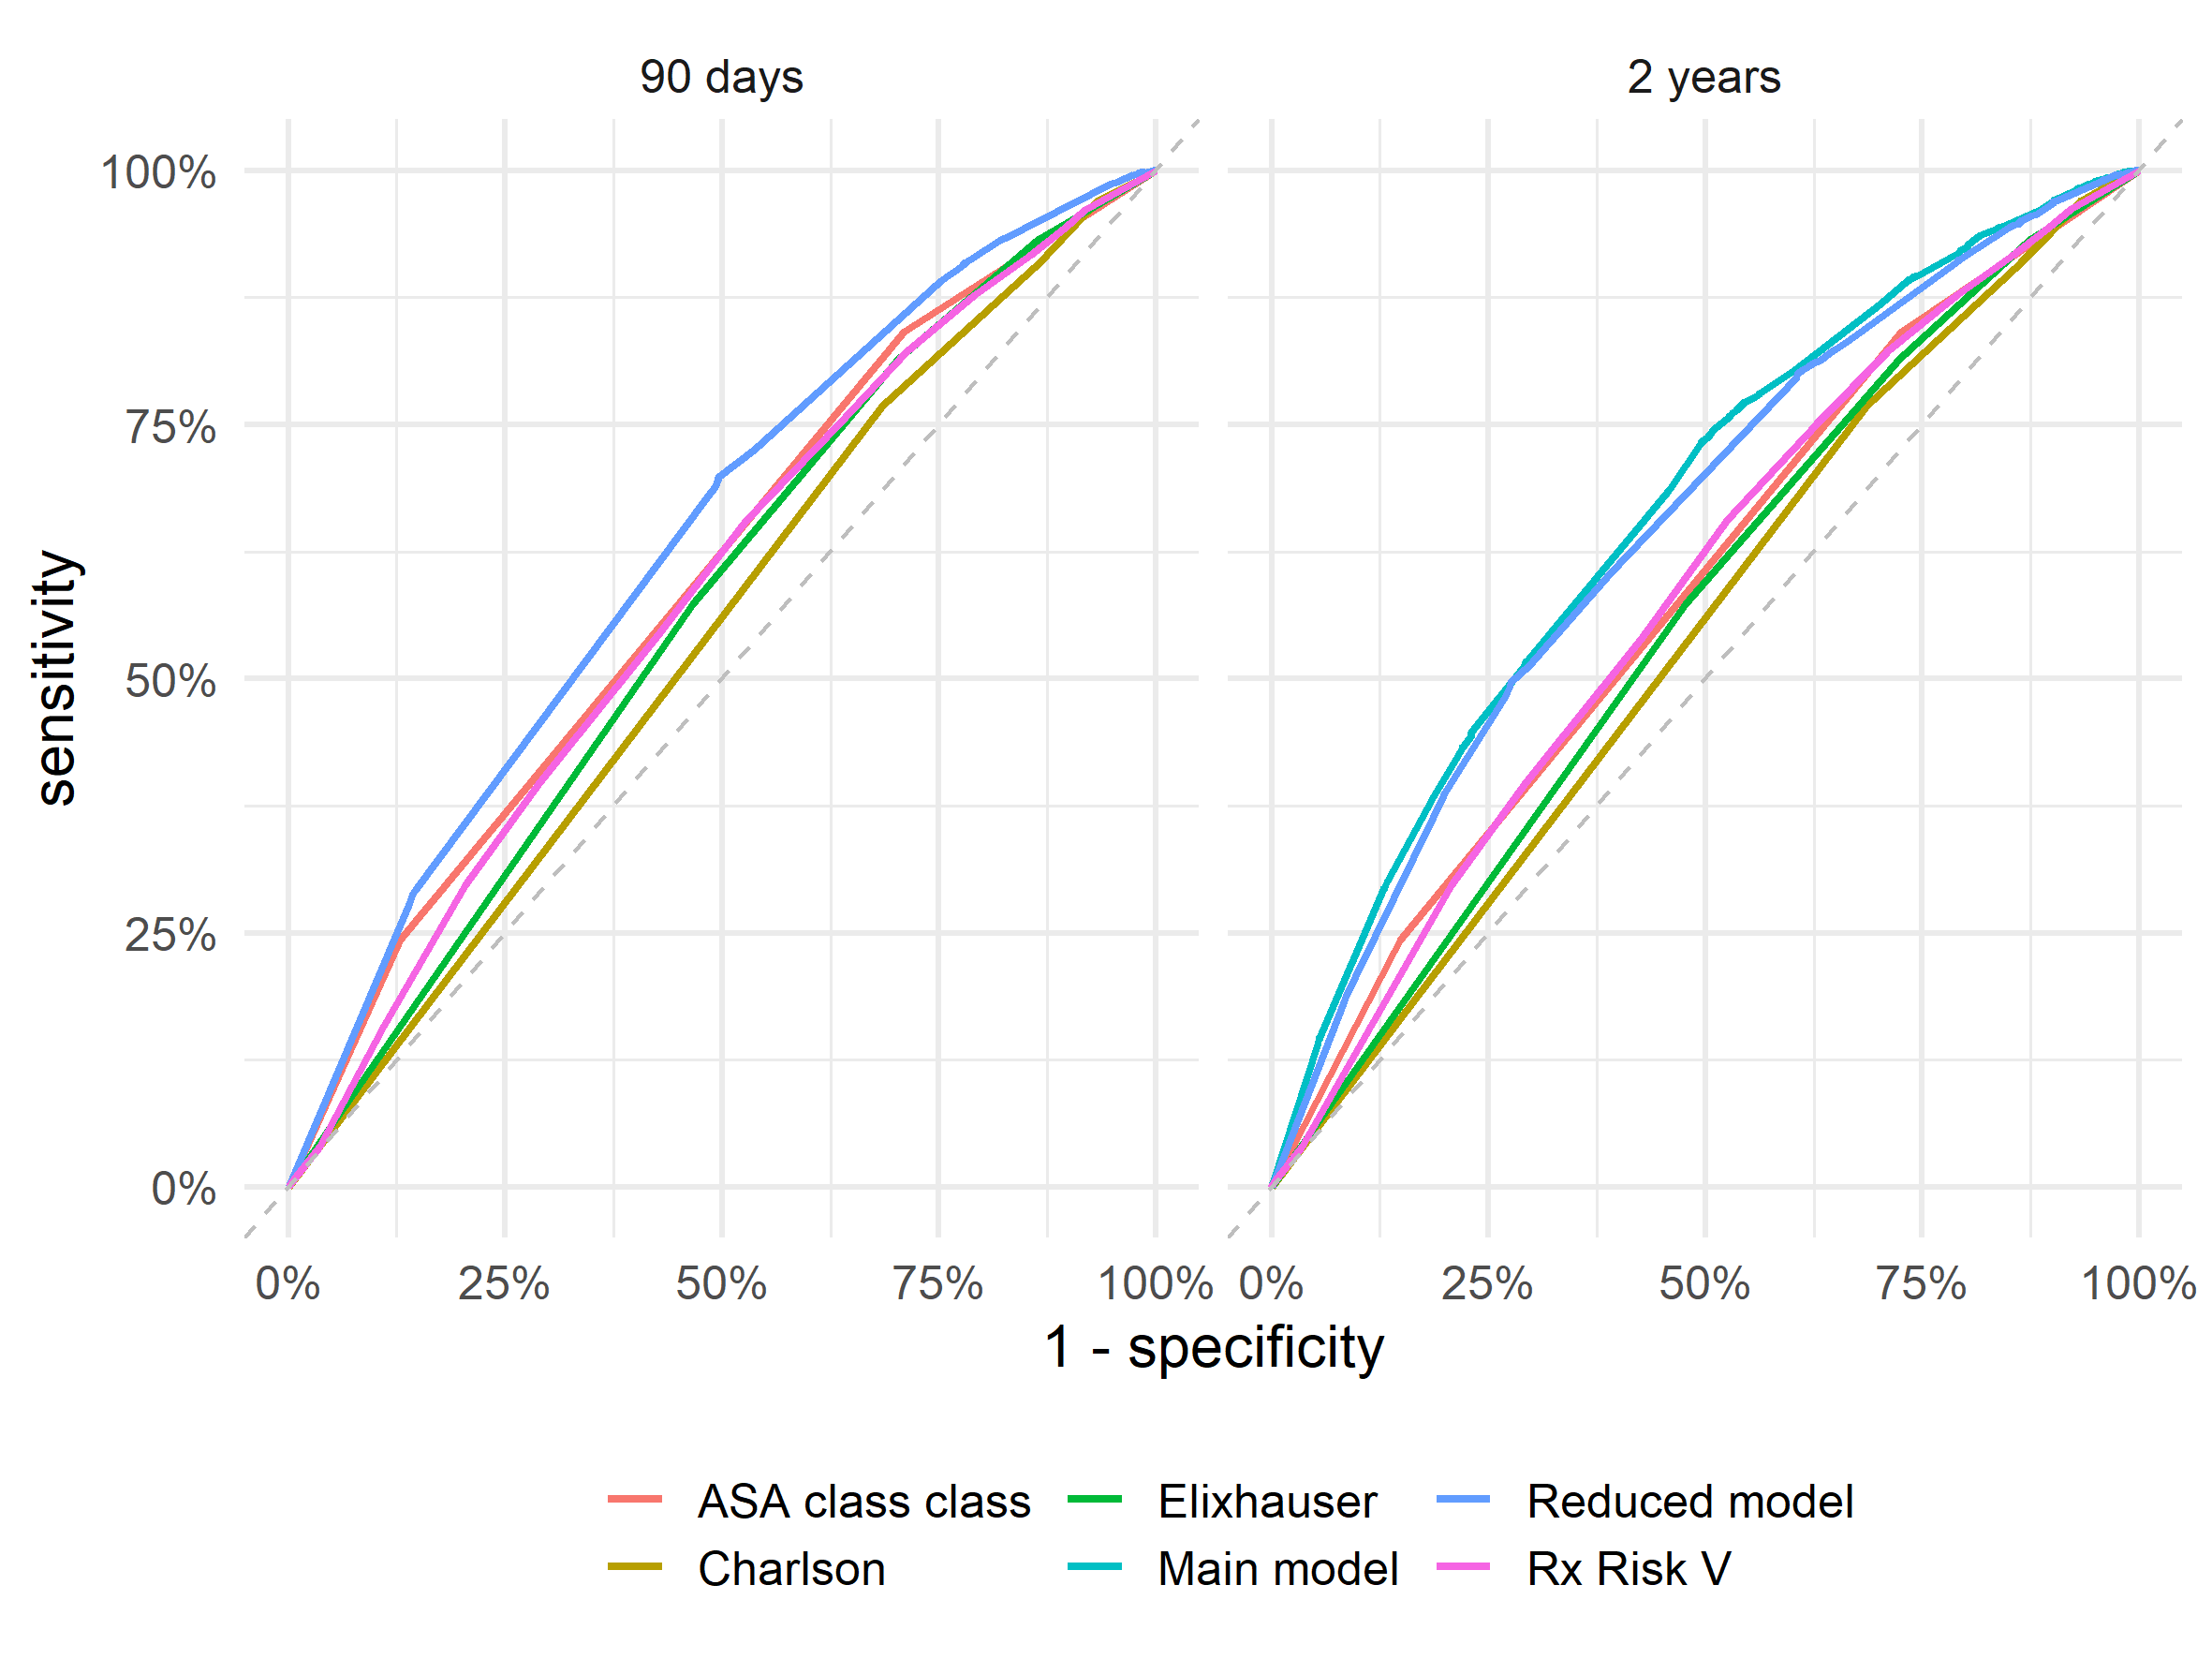 90 days
2 years
sensitivity
100%
75%
50%
25%
0%
0% 25% 50% 75% 100% 0% 25% 50% 75% 100%
1 - specificity
ASA class class Elixhauser Reduced model
Charlson Main model Rx Risk V